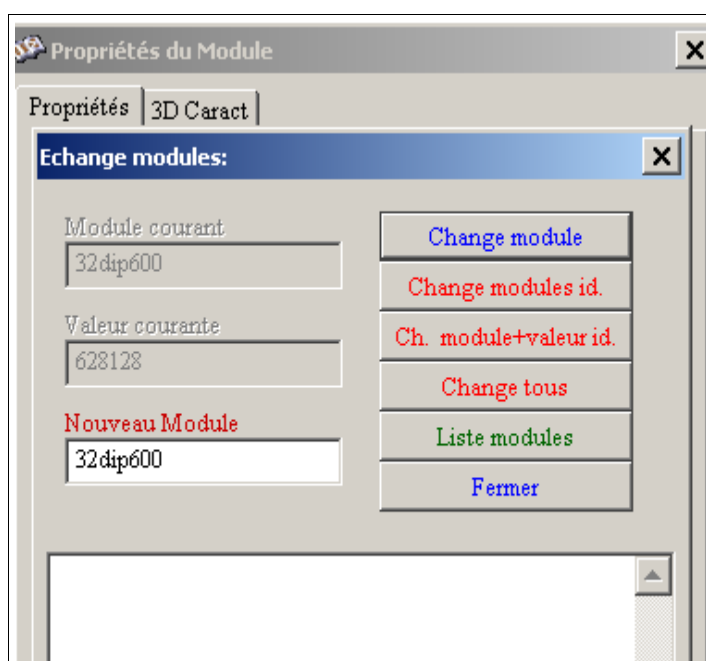 Propriétés du Module
Propriétés
3D Caract
Echange modules:
Module courant
32dip600
Valeur courante
628128
Nouveau Module
32dip600
Change module
Change modules id.
Ch. module+valeur id.
Change tous
Liste modules
Fermer